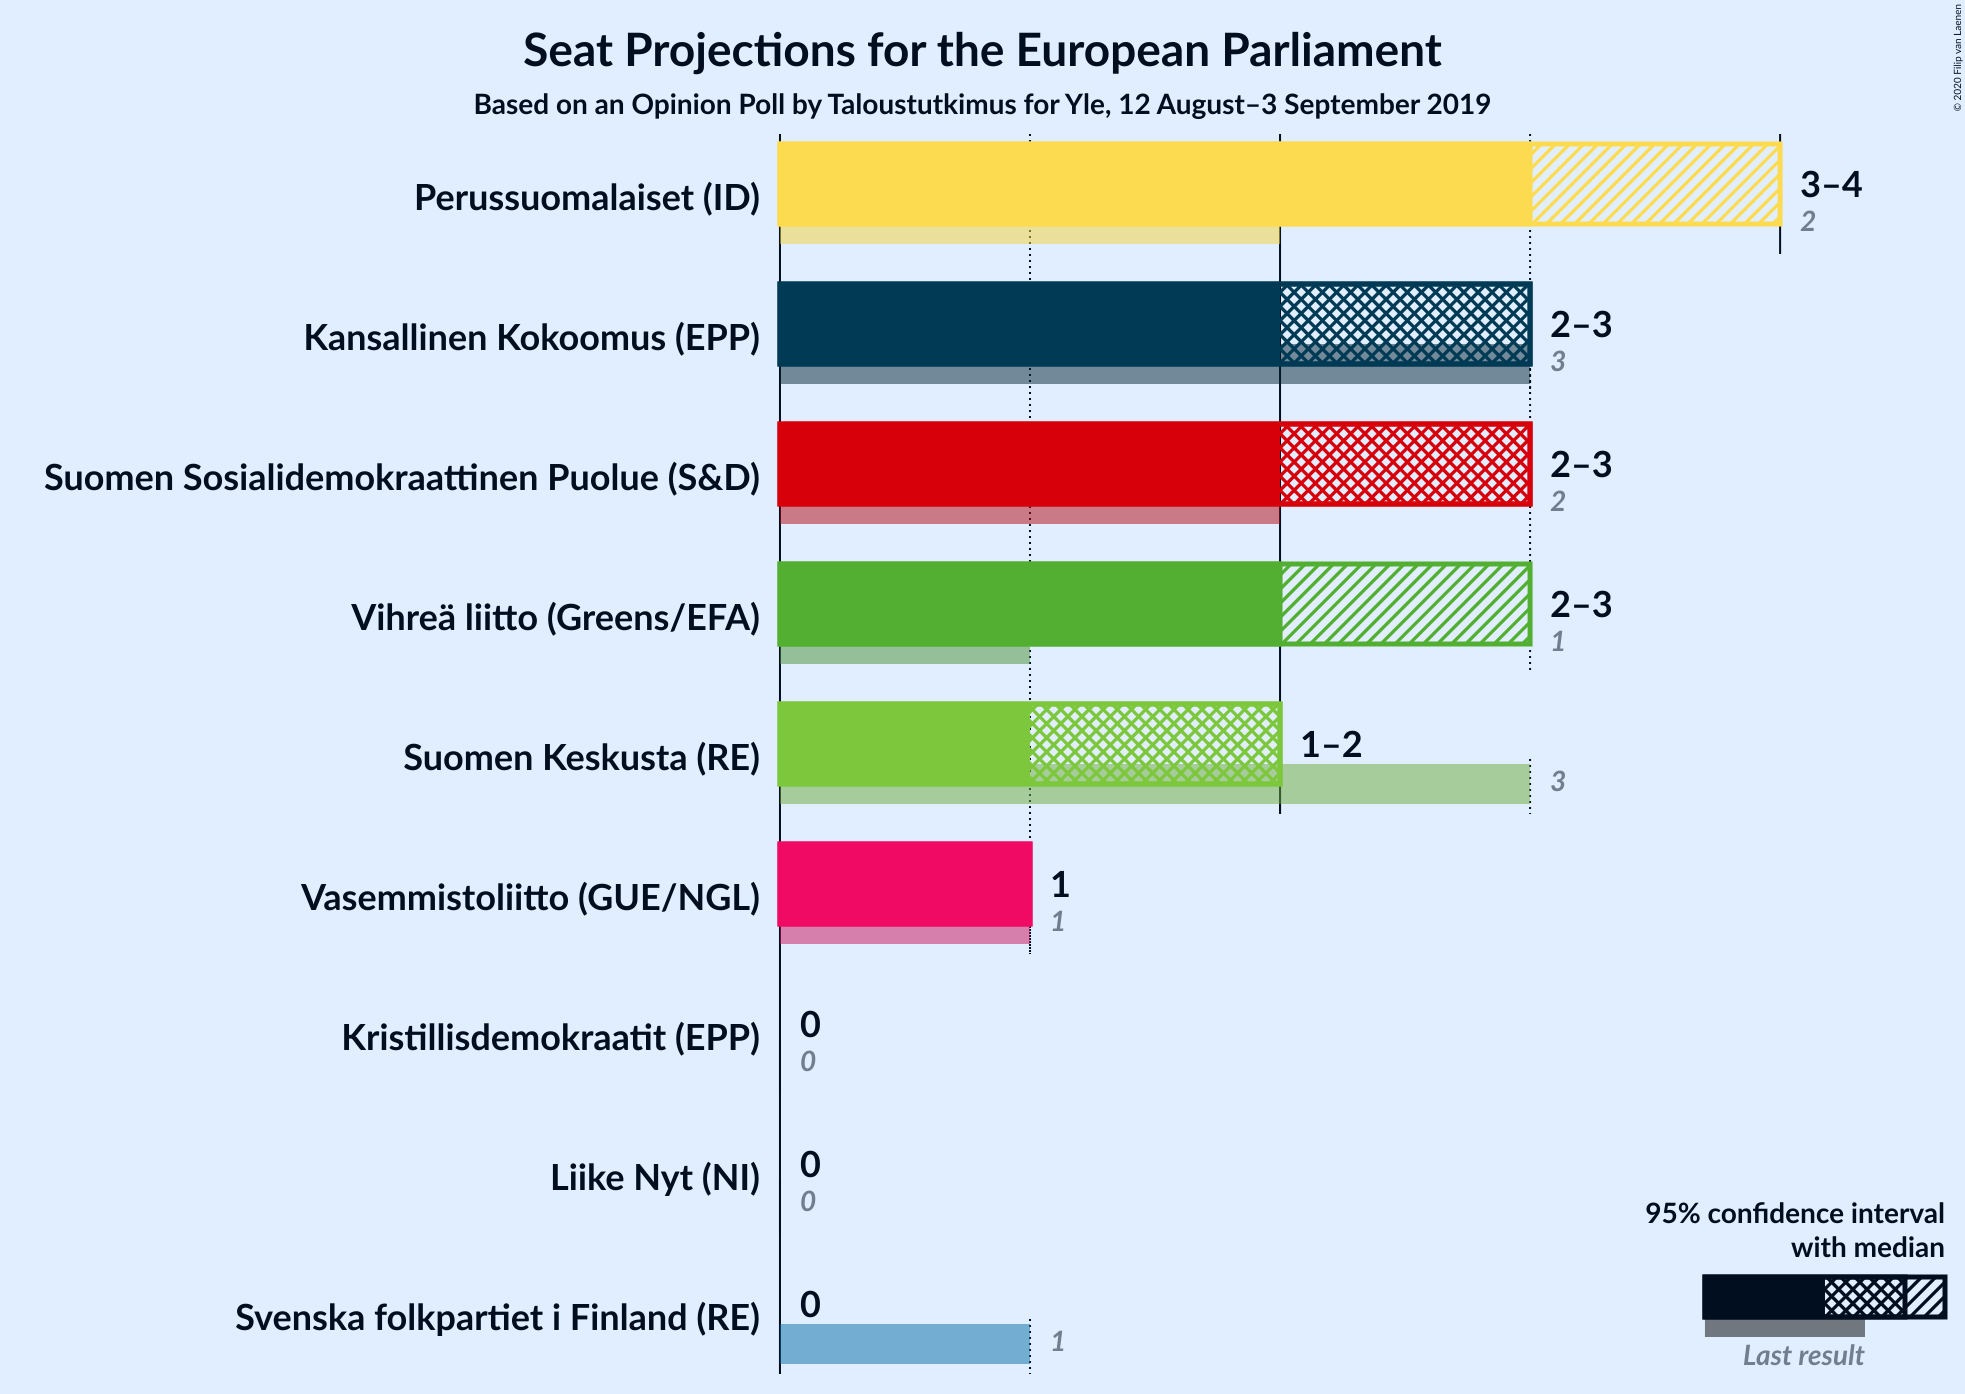 Seat Projections for the European Parliament
Based on an Opinion Poll by Taloustutkimus for Yle, 12 August–3 September 2019
© 2020 Filip van Laenen
Perussuomalaiset (ID)
3–4
2
Kansallinen Kokoomus (EPP)
2–3
3
Suomen Sosialidemokraattinen Puolue (S&D)
2–3
2
Vihreä liitto (Greens/EFA)
2–3
1
Suomen Keskusta (RE)
1–2
3
Vasemmistoliitto (GUE/NGL)
1
1
Kristillisdemokraatit (EPP)
0
0
Liike Nyt (NI)
0
0
Svenska folkpartiet i Finland (RE)
0
1
95% confidence interval
with median
Last result